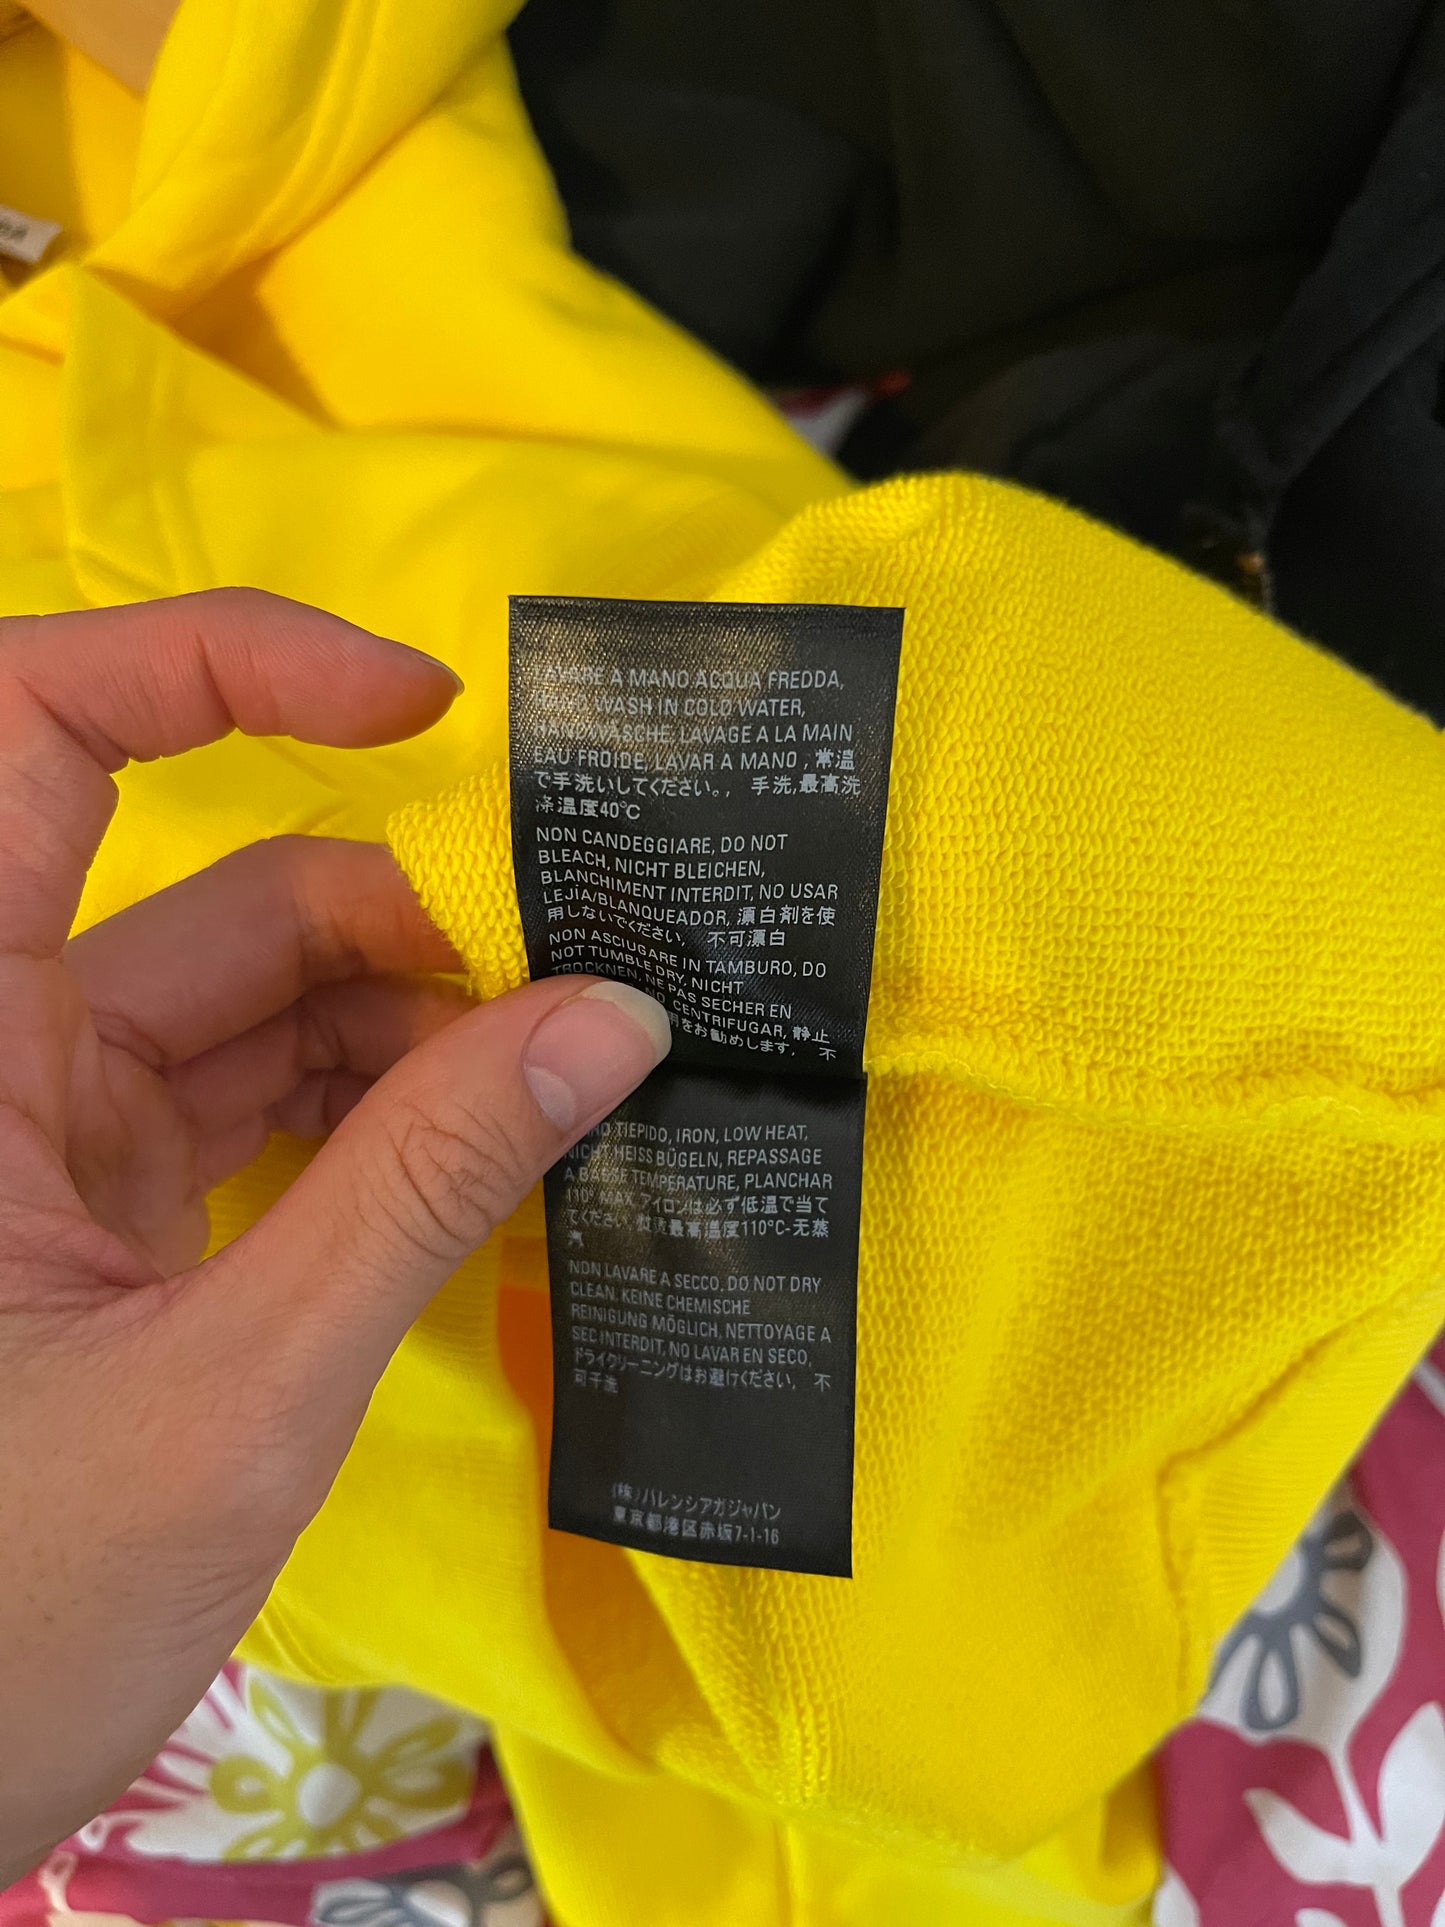 LAVARE A MANO ACQUA FREDDA,
HAND WASH IN COLD WATER,
HANDWÄSCHE, LAVAGE A LA MAIN
EAU FROIDE, LAVAR A MANO , 常温
で手洗いしてください。, 手洗,最高洗
涤温度40°C
NON CANDEGGIARE, DO NOT
BLEACH, NICHT BLEICHEN,
BLANCHIMENT INTERDIT, NO USAR
LEJÍA/BLANQUEADOR, 漂白剤を使
用しないでください, 不可漂白
NON ASCIUGARE IN TAMBURO, DO
NOT TUMBLE DRY, NICHT
TROCKNEN, NE PAS SECHER EN
NO CENTRIFUGAR, 静止
用をお勧めします, 不
TIEPIDO, IRON, LOW HEAT,
NICHT HEISS BÜGELN, REPASSAGE
A BASSE TEMPÉRATURE, PLANCHAR
110° MAX, アイロンは必ず低温で当て
てください, 熨烫最高温度110°C-无蒸
汽
NON LAVARE A SECCO, DO NOT DRY
CLEAN, KEINE CHEMISCHE
REINIGUNG MÖGLICH, NETTOYAGE A
SEC INTERDIT, NO LAVAR EN SECO,
ドライクリーニングはお避けください, 不
可干洗
(株)バレンシアガジャパン
東京都港区赤坂7-1-16